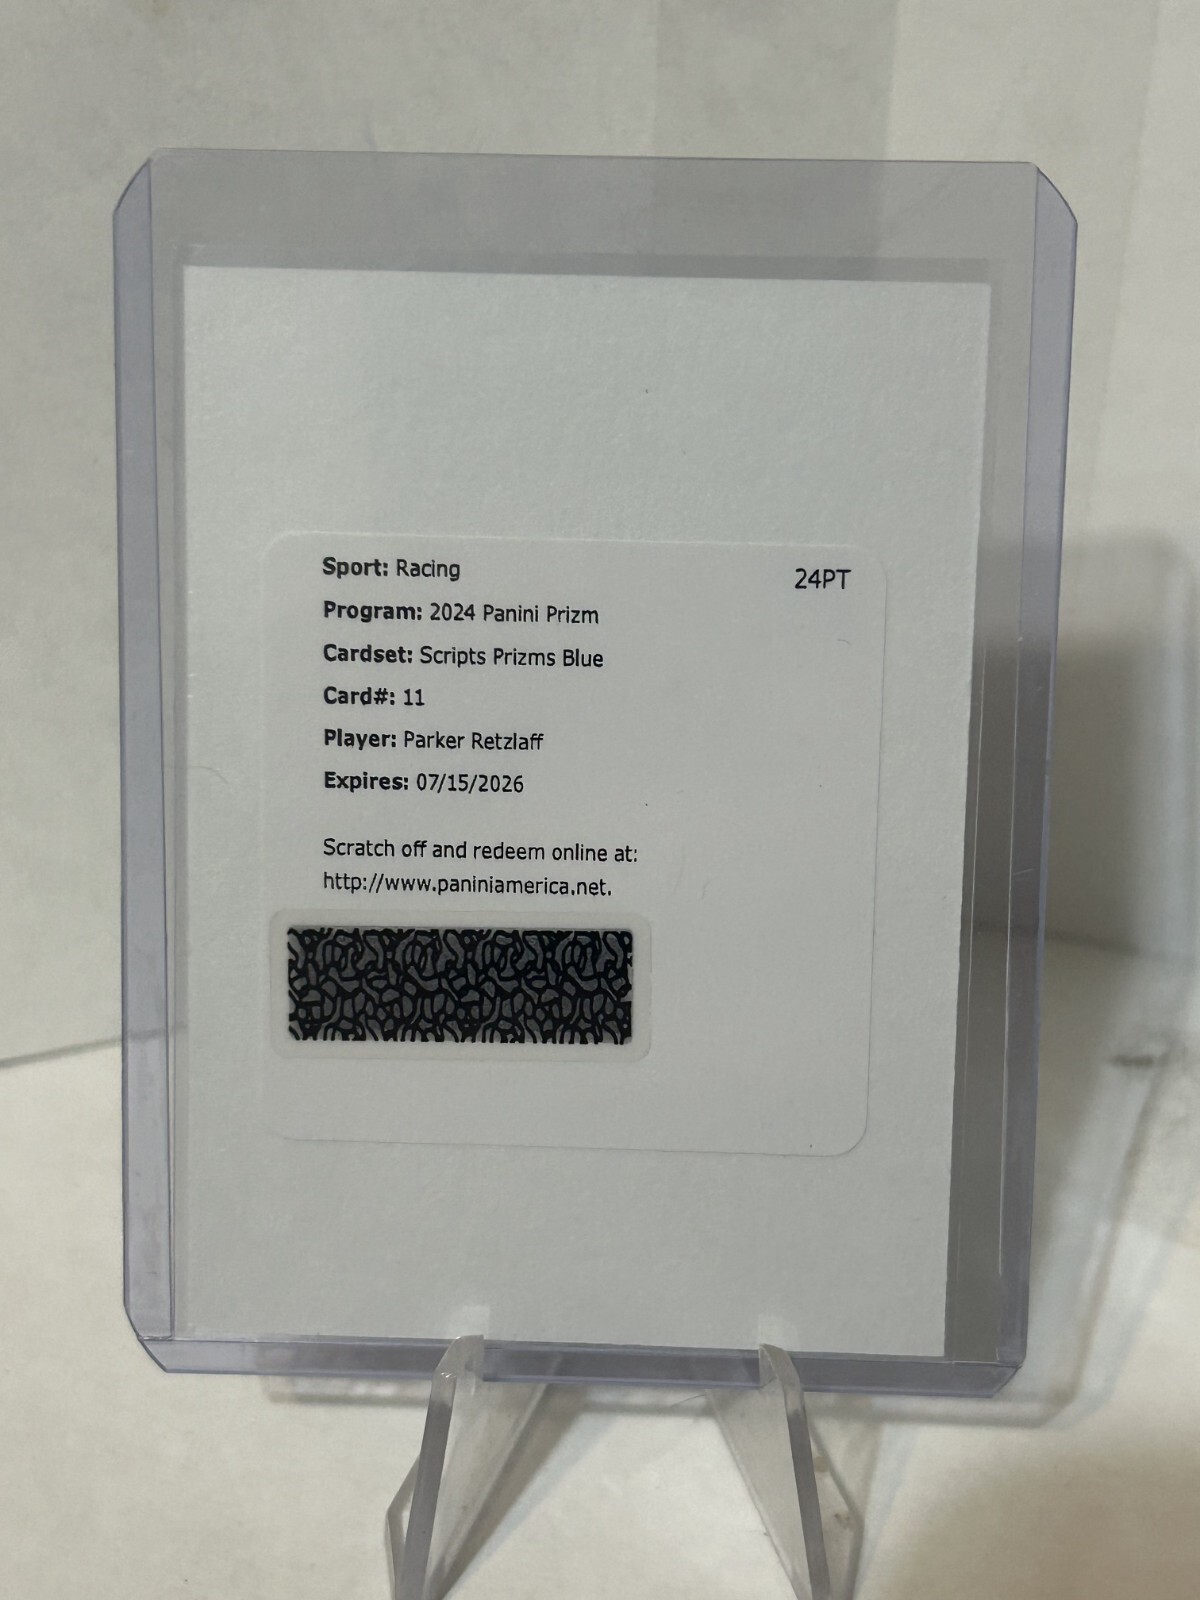 Sport: Racing
24PT
Program: 2024 Panini Prizm
Cardset: Scripts Prizms Blue
Card#: 11
Player: Parker Retzlaff
Expires: 07/15/2026
Scratch off and redeem online at:
http://www.paniniamerica.net.